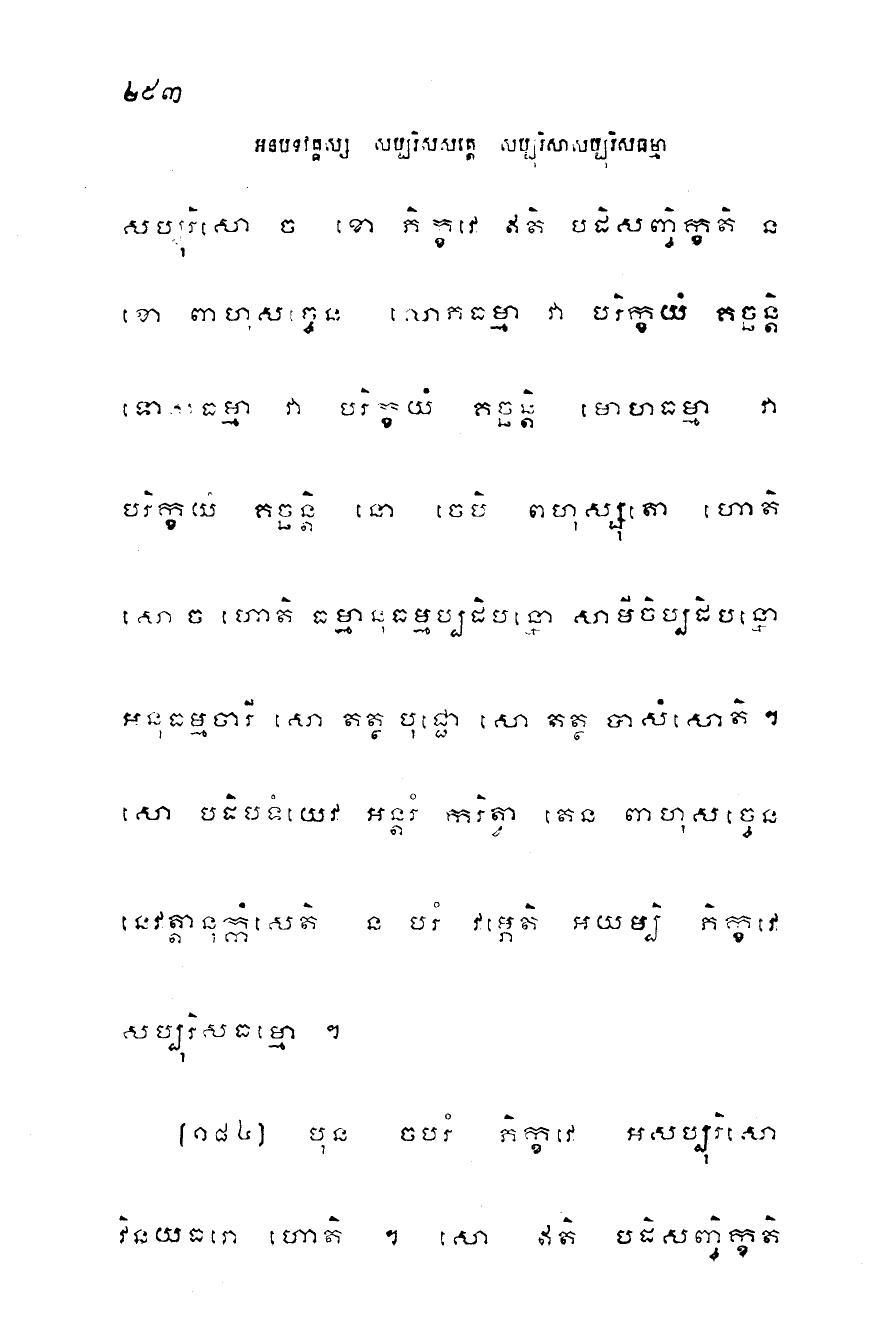 ២៩៣
អនុបទវគ្គស្ស សប្បុរិសសុត្តេ សប្បុរិសាសប្បុរិសធម្មា
សប្បុរិសោ ច ខោ ភិក្ខវេ ឥតិ បដិសញ្ចិក្ខតិ ន
ខោ ពាហុសច្ចេន លោភធម្មា វា បរិក្ខយំ គច្ឆន្តិ
ទោសធម្មា វា បរិក្ខយំ គច្ឆន្តិ មោហធម្មា វា
បរិក្ខយំ គច្ឆន្តិ នោ ចេបិ ពហុស្សុតោ ហោតិ
សោ ច ហោតិ ធម្មានុធម្មប្បដិបន្នោ សាមីចិប្បដិបន្នោ
អនុធម្មចារី សោ តត្ថ បុជ្ជោ សោ តត្ថ បាសំសោតិ ។
សោ បដិបទំយេវ អន្តរំ ករិត្វា តេន ពាហុសច្ចេន
នេវត្តានុក្កំសេតិ ន បរំ វម្ភេតិ អយម្បិ ភិក្ខវេ
សប្បុរិសធម្មោ ។
[១៨៤] បុន ចបរំ ភិក្ខវេ អសប្បុរិសោ
វិនយធរោ ហោតិ ។ សោ ឥតិ បដិសញ្ចិក្ខតិ